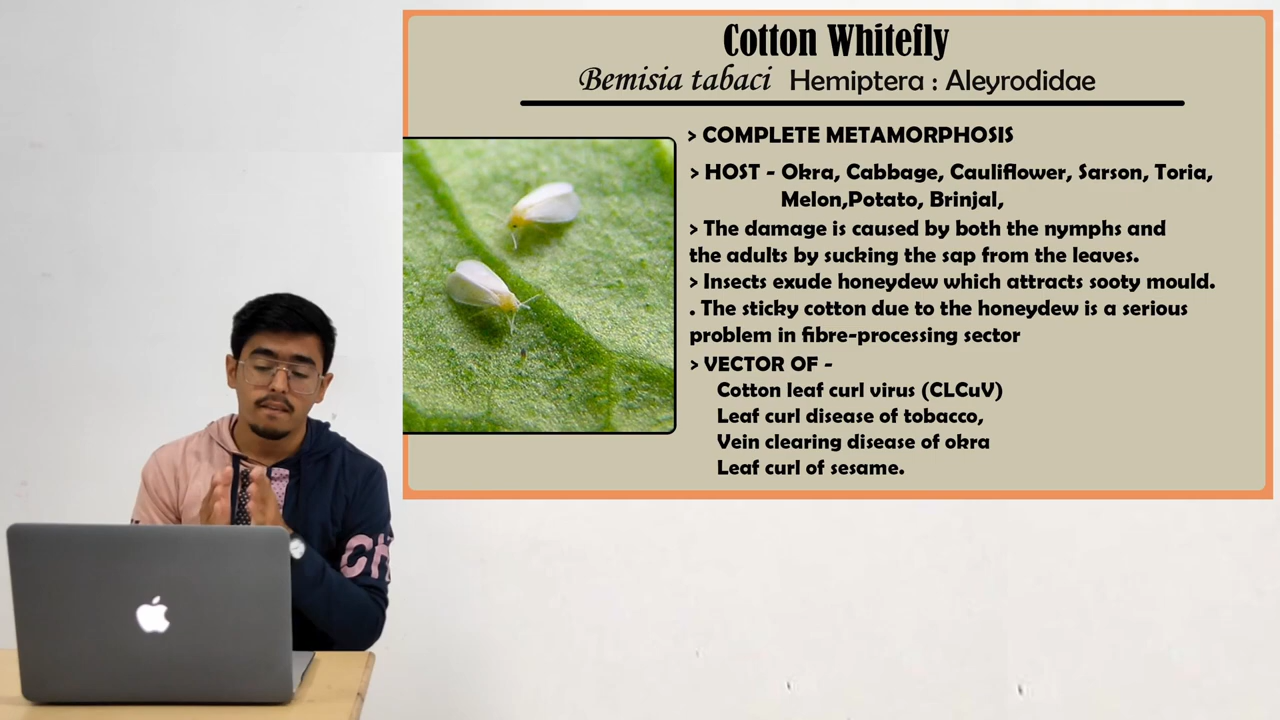 Cotton Whitefly
Bemisia tabaci Hemiptera : Aleyrodidae
> COMPLETE METAMORPHOSIS
> HOST - Okra, Cabbage, Cauliflower, Sarson, Toria,
Melon,Potato, Brinjal,
> The damage is caused by both the nymphs and
the adults by sucking the sap from the leaves.
> Insects exude honeydew which attracts sooty mould.
. The sticky cotton due to the honeydew is a serious
problem in fibre-processing sector
> VECTOR OF -
Cotton leaf curl virus (CLCuV)
Leaf curl disease of tobacco,
Vein clearing disease of okra
Leaf curl of sesame.